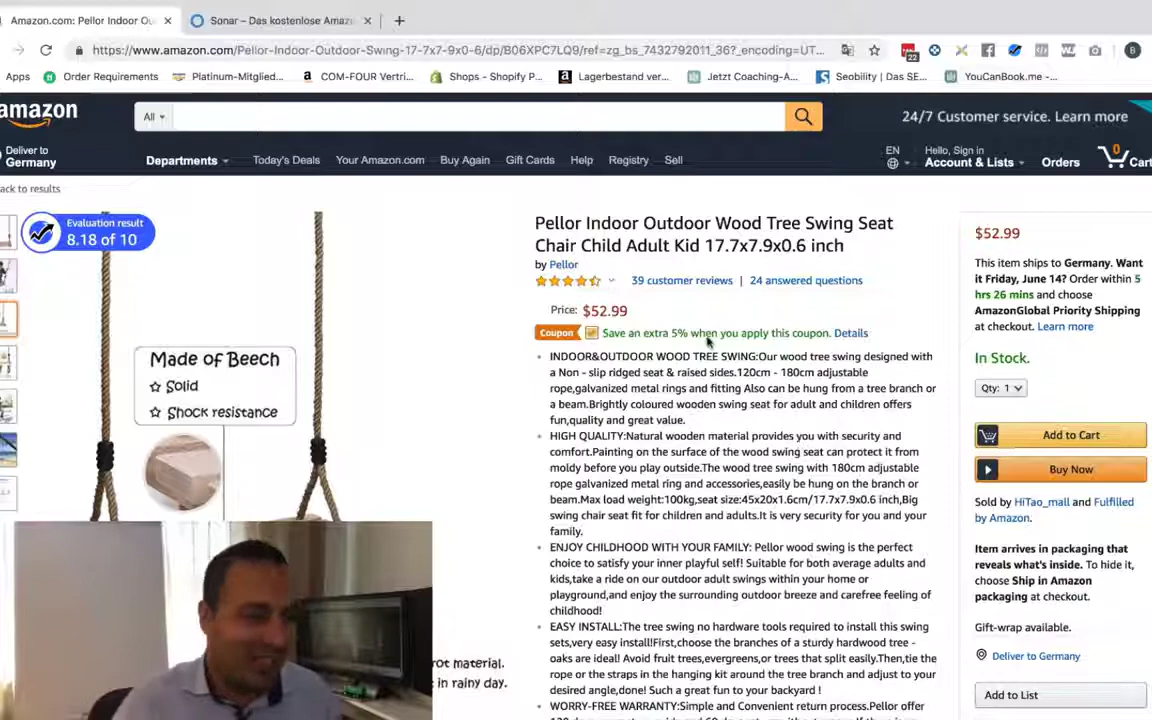 Amazon.com: Pellor Indoor Ou
Sonar – Das kostenlose Amazo
https://www.amazon.com/Pellor-Indoor-Outdoor-Swing-17-7x7-9x0-6/dp/B06XPC7LQ9/ref=zg_bs_7432792011_36?_encoding=UT...
22
B
Apps
Order Requirements
Platinum-Mitglied...
COM-FOUR Vertri...
Shops - Shopify P...
Lagerbestand ver...
Jetzt Coaching-A...
Seobility | Das SE...
YouCanBook.me -...
amazon
All
24/7 Customer service. Learn more
Deliver to
Germany
Departments
Today's Deals
Your Amazon.com
Buy Again
Gift Cards
Help
Registry
Sell
EN
Hello, Sign in
Account & Lists
Orders
0
Cart
ack to results
Evaluation result
8.18 of 10
Made of Beech
☆ Solid
☆ Shock resistance
rot material.
in rainy day.
Pellor Indoor Outdoor Wood Tree Swing Seat
Chair Child Adult Kid 17.7x7.9x0.6 inch
by Pellor
39 customer reviews | 24 answered questions
Price: $52.99
Coupon Save an extra 5% when you apply this coupon. Details
• INDOOR&OUTDOOR WOOD TREE SWING:Our wood tree swing designed with
a Non - slip ridged seat & raised sides.120cm - 180cm adjustable
rope,galvanized metal rings and fitting Also can be hung from a tree branch or
a beam.Brightly coloured wooden swing seat for adult and children offers
fun,quality and great value.
• HIGH QUALITY:Natural wooden material provides you with security and
comfort.Painting on the surface of the wood swing seat can protect it from
moldy before you play outside.The wood tree swing with 180cm adjustable
rope galvanized metal ring and accessories,easily be hung on the branch or
beam.Max load weight:100kg,seat size:45x20x1.6cm/17.7x7.9x0.6 inch,Big
swing chair seat fit for children and adults.It is very security for you and your
family.
• ENJOY CHILDHOOD WITH YOUR FAMILY: Pellor wood swing is the perfect
choice to satisfy your inner playful self! Suitable for both average adults and
kids,take a ride on our outdoor adult swings within your home or
playground,and enjoy the surrounding outdoor breeze and carefree feeling of
childhood!
• EASY INSTALL:The tree swing no hardware tools required to install this swing
sets,very easy install!First,choose the branches of a sturdy hardwood tree -
oaks are ideal! Avoid fruit trees,evergreens,or trees that split easily.Then,tie the
rope or the straps in the hanging kit around the tree branch and adjust to your
desired angle,done! Such a great fun to your backyard !
• WORRY-FREE WARRANTY:Simple and Convenient return process.Pellor offer
$52.99
This item ships to Germany. Want
it Friday, June 14? Order within 5
hrs 26 mins and choose
AmazonGlobal Priority Shipping
at checkout. Learn more
In Stock.
Qty: 1
Add to Cart
Buy Now
Sold by HiTao_mall and Fulfilled
by Amazon.
Item arrives in packaging that
reveals what's inside. To hide it,
choose Ship in Amazon
packaging at checkout.
Gift-wrap available.
Deliver to Germany
Add to List